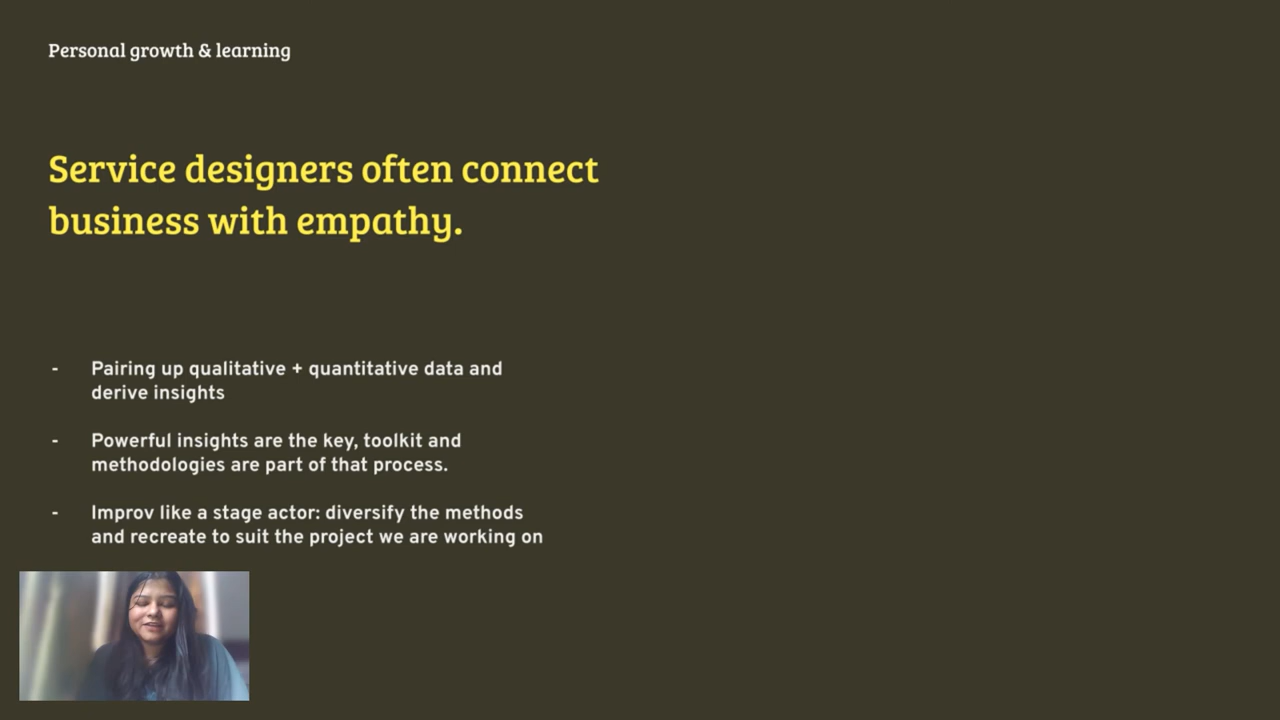 Personal growth & learning
Service designers often connect
business with empathy.
- Pairing up qualitative + quantitative data and
derive insights
- Powerful insights are the key, toolkit and
methodologies are part of that process.
- Improv like a stage actor: diversify the methods
and recreate to suit the project we are working on